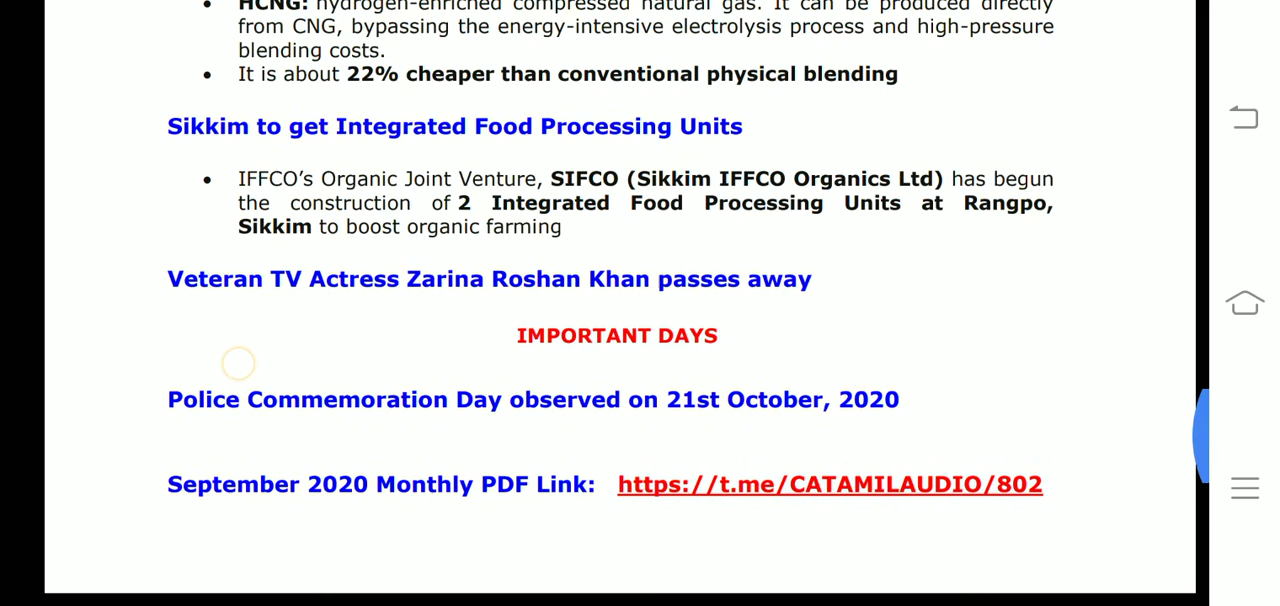 HCNG: hydrogen-enriched compressed natural gas. It can be produced directly
from CNG, bypassing the energy-intensive electrolysis process and high-pressure
blending costs.
It is about 22% cheaper than conventional physical blending
Sikkim to get Integrated Food Processing Units
IFFCO's Organic Joint Venture, SIFCO (Sikkim IFFCO Organics Ltd) has begun
the construction of 2 Integrated Food Processing Units at Rangpo,
Sikkim to boost organic farming
Veteran TV Actress Zarina Roshan Khan passes away
IMPORTANT DAYS
Police Commemoration Day observed on 21st October, 2020
September 2020 Monthly PDF Link: https://t.me/CATAMILAUDIO/802